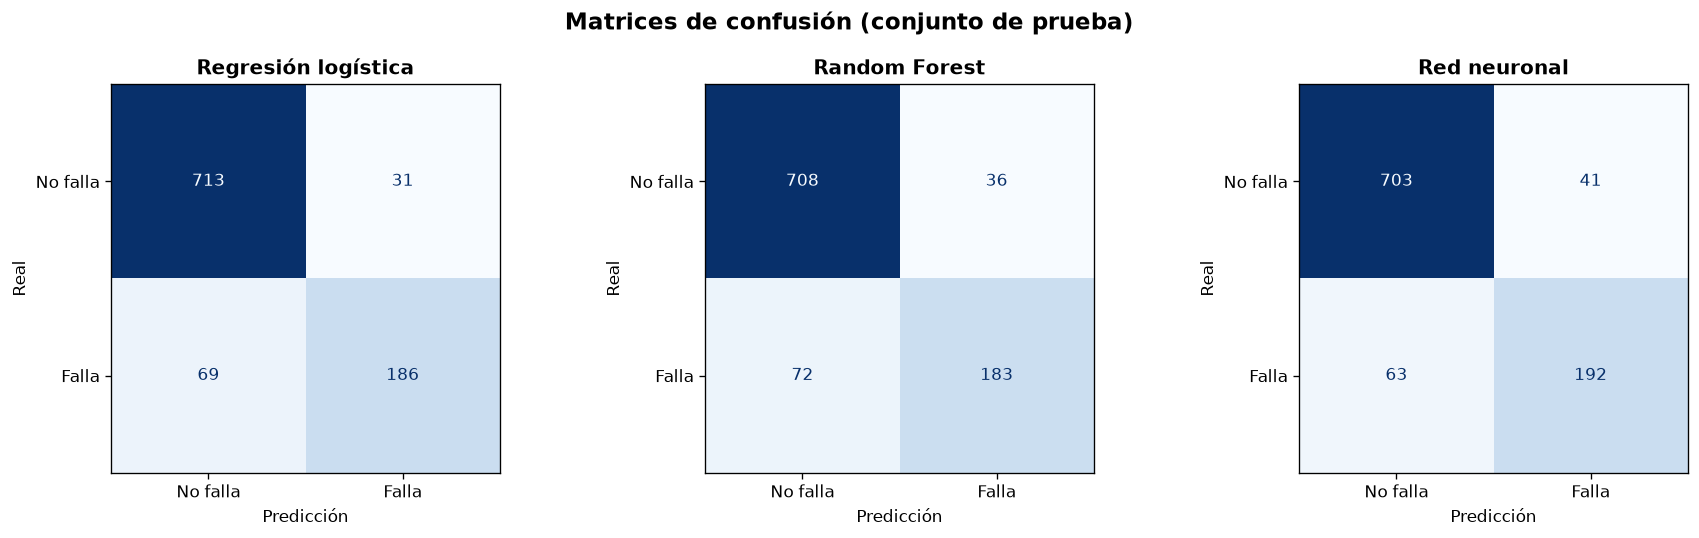 Matrices de confusión (conjunto de prueba)
Regresión logística
No falla
Falla
Real
713
31
69
186
No falla
Falla
Predicción
Random Forest
No falla
Falla
Real
708
36
72
183
No falla
Falla
Predicción
Red neuronal
No falla
Falla
Real
703
41
63
192
No falla
Falla
Predicción